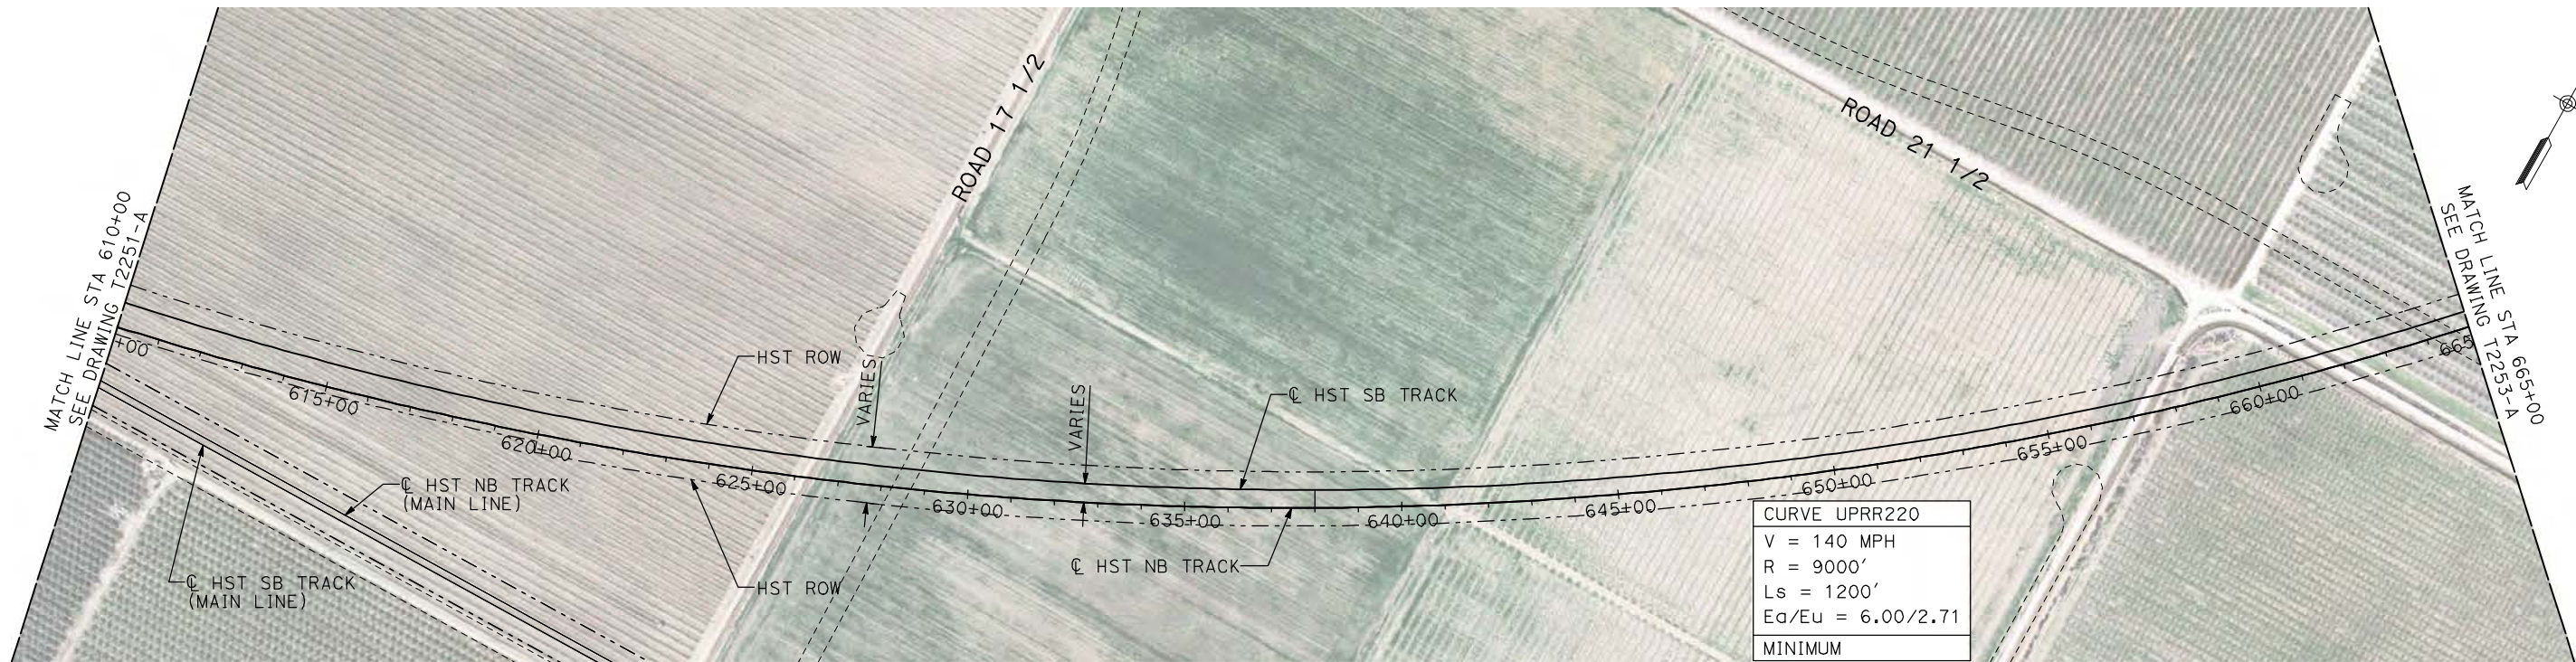 MATCH LINE STA 610+00
SEE DRAWING T2251-A
+00
615+00
620+00
625+00
630+00
635+00
640+00
645+00
650+00
655+00
660+00
665
HST ROW
HST ROW
VARIES
VARIES
ROAD 17 1/2
ROAD 21 1/2
℄ HST SB TRACK
℄ HST NB TRACK
℄ HST NB TRACK
(MAIN LINE)
℄ HST SB TRACK
(MAIN LINE)
MATCH LINE STA 665+00
SEE DRAWING T2253-A
CURVE UPRR220
V = 140 MPH
R = 9000'
Ls = 1200'
Ea/Eu = 6.00/2.71
MINIMUM